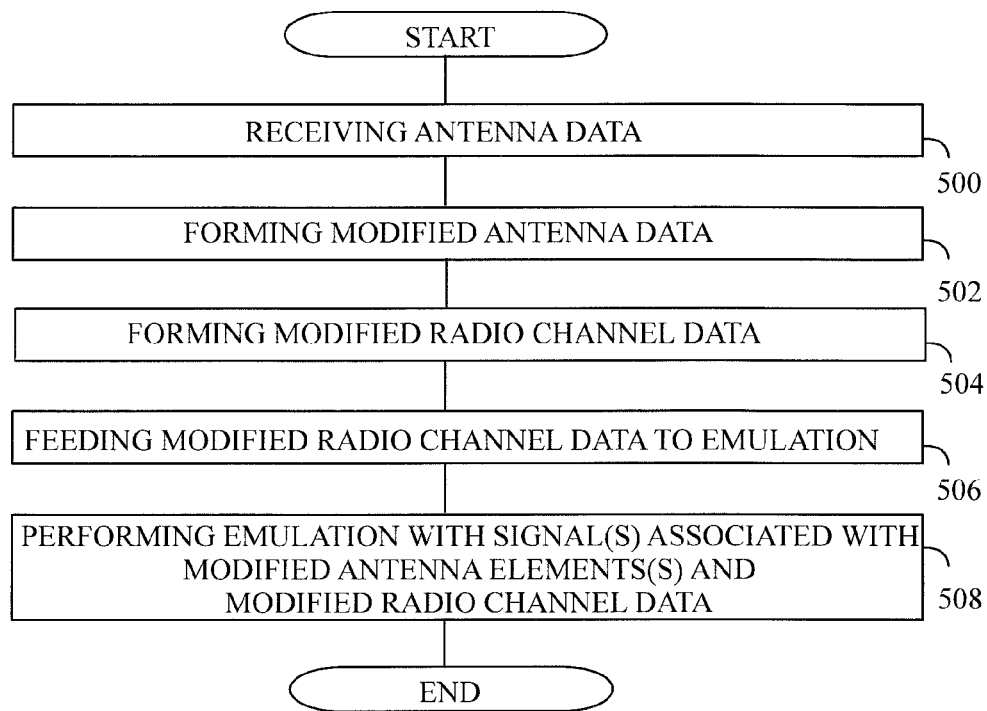 START
RECEIVING ANTENNA DATA
500
FORMING MODIFIED ANTENNA DATA
502
FORMING MODIFIED RADIO CHANNEL DATA
504
FEEDING MODIFIED RADIO CHANNEL DATA TO EMULATION
506
PERFORMING EMULATION WITH SIGNAL(S) ASSOCIATED WITH
MODIFIED ANTENNA ELEMENTS(S) AND
MODIFIED RADIO CHANNEL DATA
508
END